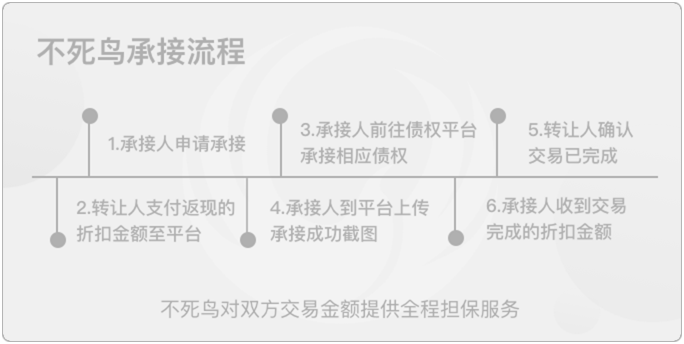 不死鸟承接流程
1.承接人申请承接
2.转让人支付返现的
折扣金额至平台
3.承接人前往债权平台
承接相应债权
4.承接人到平台上传
承接成功截图
5.转让人确认
交易已完成
6.承接人收到交易
完成的折扣金额
不死鸟对双方交易金额提供全程担保服务